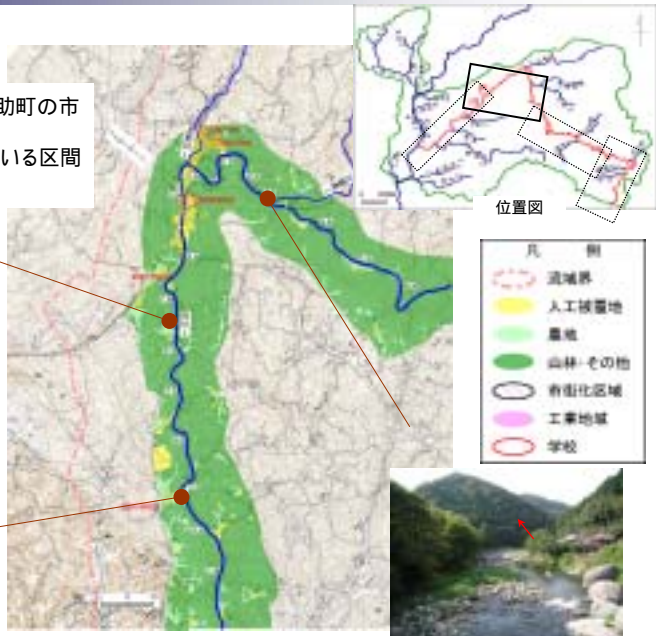 助町の市
いる区間
位置図
凡 例
流域界
人工被覆地
農地
山林・その他
市街化区域
工業地域
学校